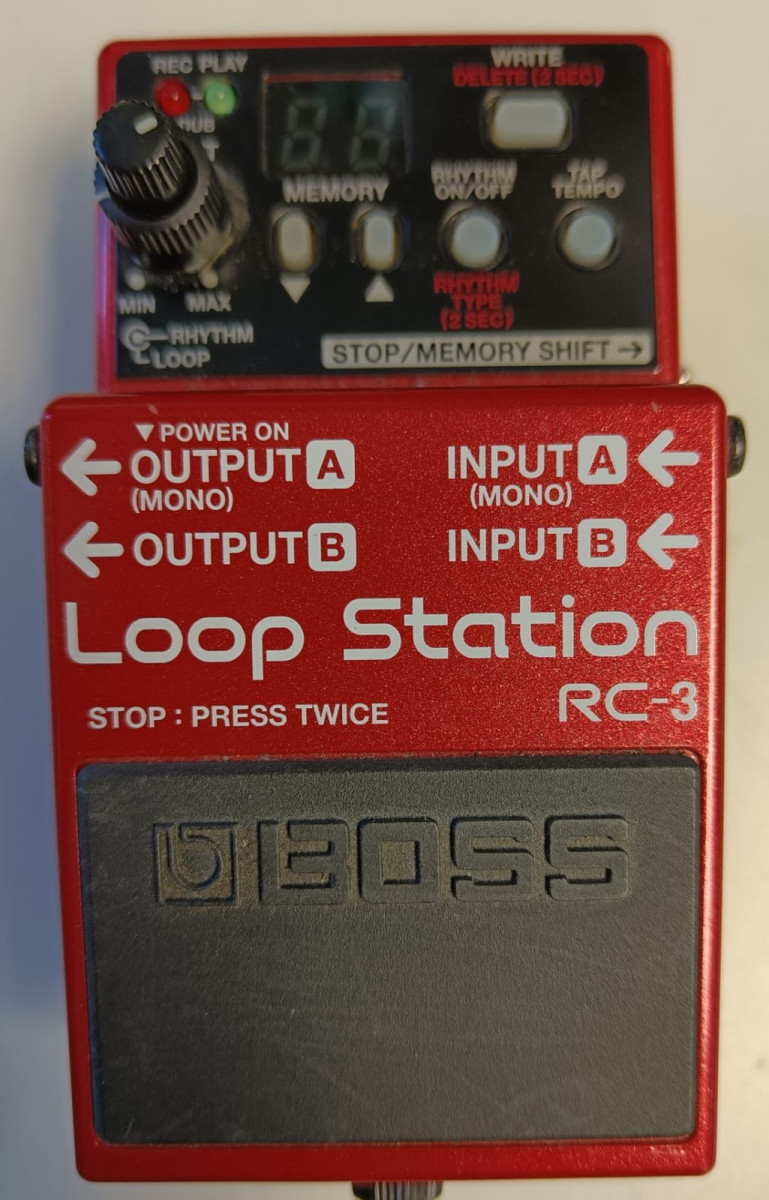 REC PLAY
WRITE
DELETE (2 SEC)
MEMORY
RHYTHM
ON/OFF
TAP
TEMPO
RHYTHM
TYPE
(2 SEC)
MIN MAX
RHYTHM
LOOP
STOP/MEMORY SHIFT →
▼POWER ON
← OUTPUT A
(MONO)
INPUT A ←
(MONO)
← OUTPUT B
INPUT B ←
Loop Station
RC-3
STOP : PRESS TWICE
BOSS